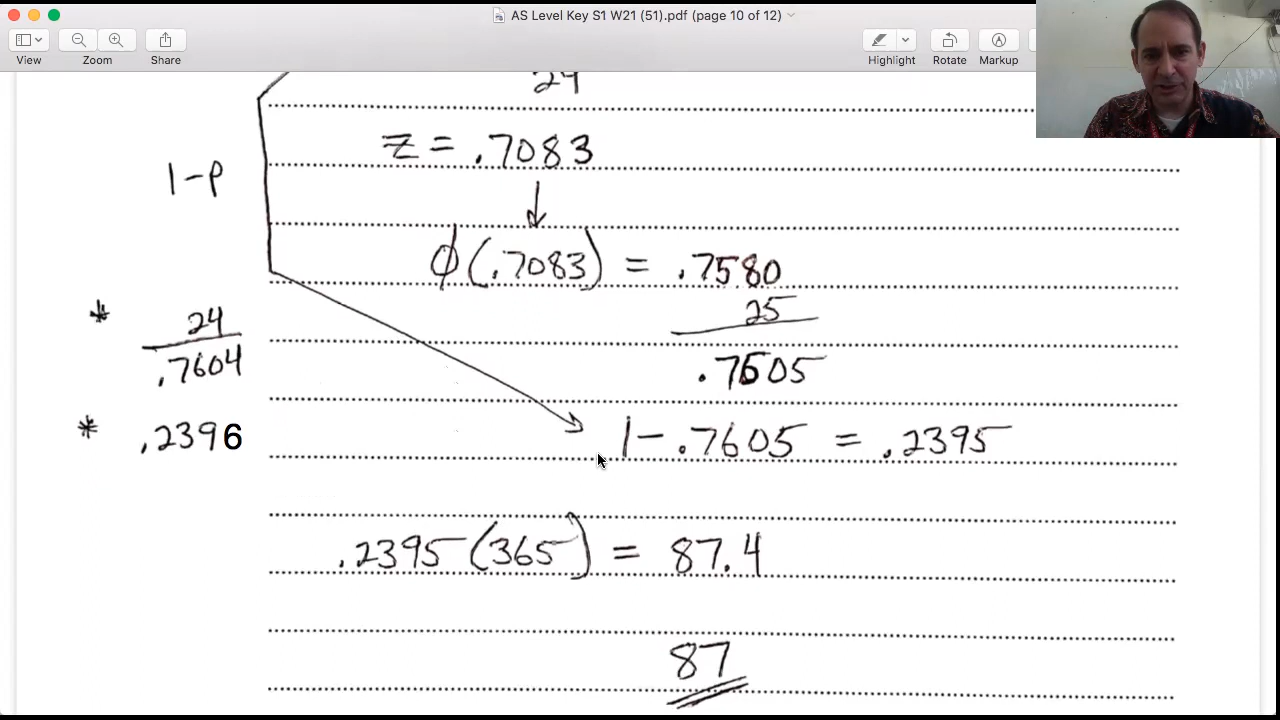 AS Level Key S1 W21 (51).pdf (page 10 of 12)
View Zoom Share Highlight Rotate Markup
24
z = .7083
1-p
φ(.7083) = .7580
25
* 24
.7604
.7605
* .2396
1 - .7605 = .2395
.2395(365) = 87.4
87